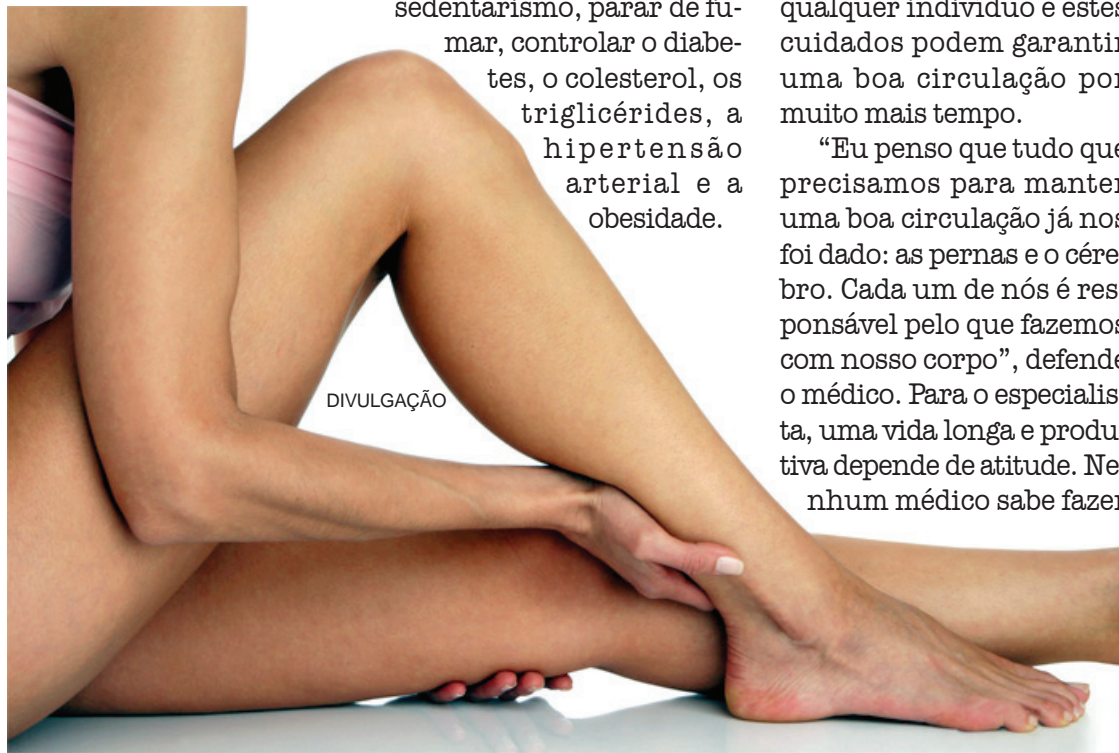 sedentarismo, parar de fu-
mar, controlar o diabe-
tes, o colesterol, os
triglicérides, a
hipertensão
arterial e a
obesidade.
qualquer indivíduo e estes
cuidados podem garantir
uma boa circulação por
muito mais tempo.
“Eu penso que tudo que
precisamos para manter
uma boa circulação já nos
foi dado: as pernas e o cére
bro. Cada um de nós é res
ponsável pelo que fazemos
com nosso corpo”, defende
o médico. Para o especialis
ta, uma vida longa e produ
tiva depende de atitude. Ne
nhum médico sabe fazer
DIVULGAÇÃO